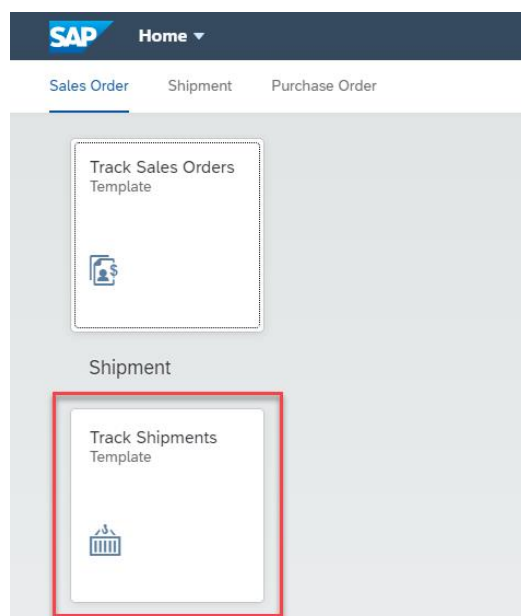 SAP Home
Sales Order Shipment Purchase Order
Track Sales Orders
Template
$
Shipment
Track Shipments
Template